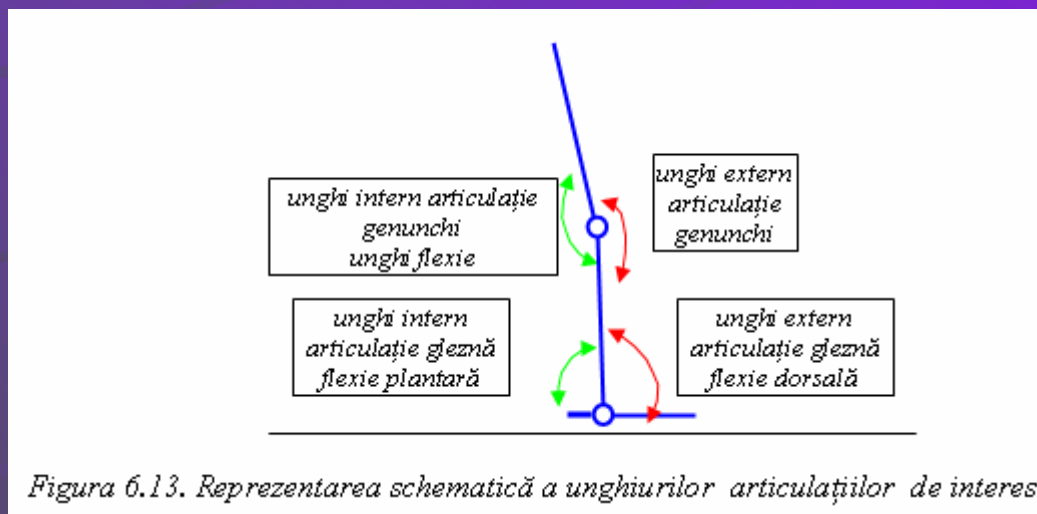 unghi intern articulație
genunchi
unghi flexie
unghi extern
articulație
genunchi
unghi intern
articulație gleznă
flexie plantară
unghi extern
articulație gleznă
flexie dorsală
Figura 6.13. Reprezentarea schematică a unghiurilor articulațiilor de interes